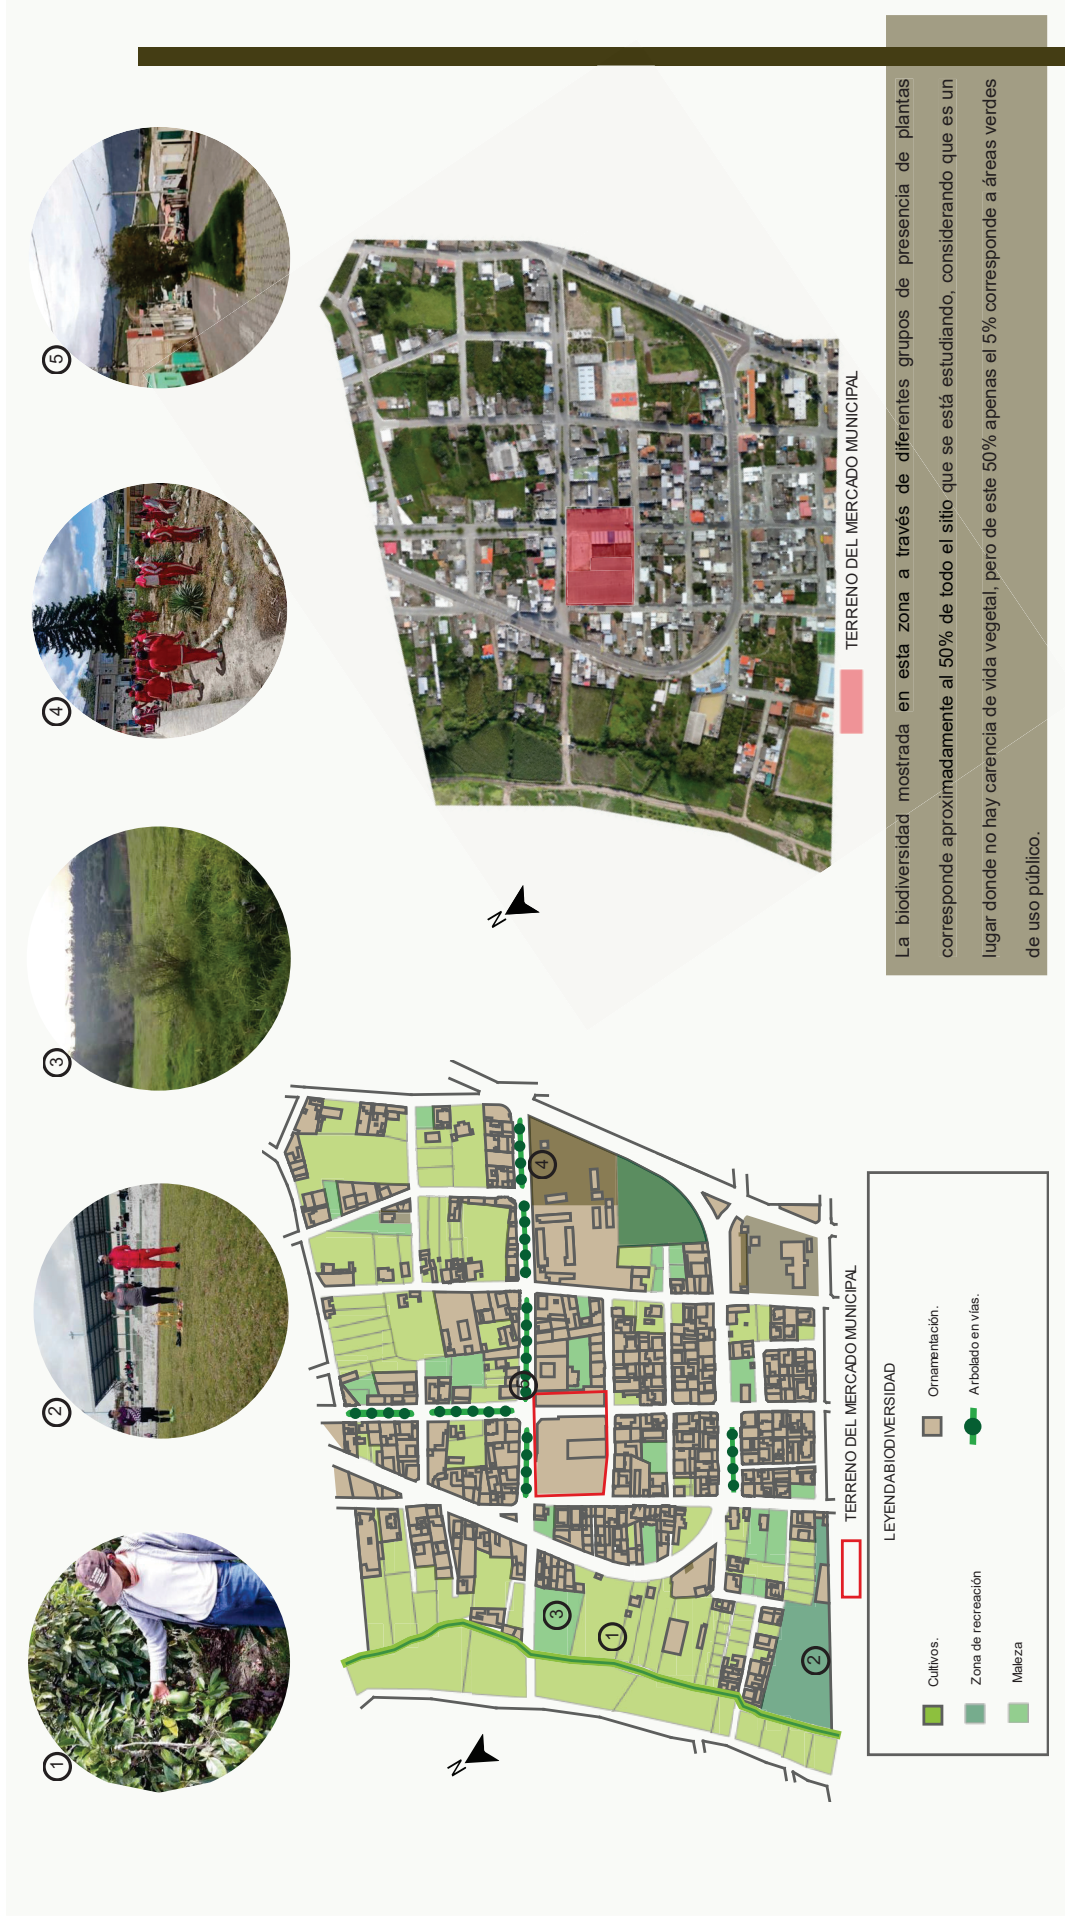 1
2
3
4
5
N
4
3
1
2
TERRENO DEL MERCADO MUNICIPAL
LEYENDABIODIVERSIDAD
Cultivos.
Ornamentación.
Zona de recreación
Arbolado en vías.
Maleza
N
TERRENO DEL MERCADO MUNICIPAL
La biodiversidad mostrada en esta zona a través de diferentes grupos de presencia de plantas
corresponde aproximadamente al 50% de todo el sitio que se está estudiando, considerando que es un
lugar donde no hay carencia de vida vegetal, pero de este 50% apenas el 5% corresponde a áreas verdes
de uso público.